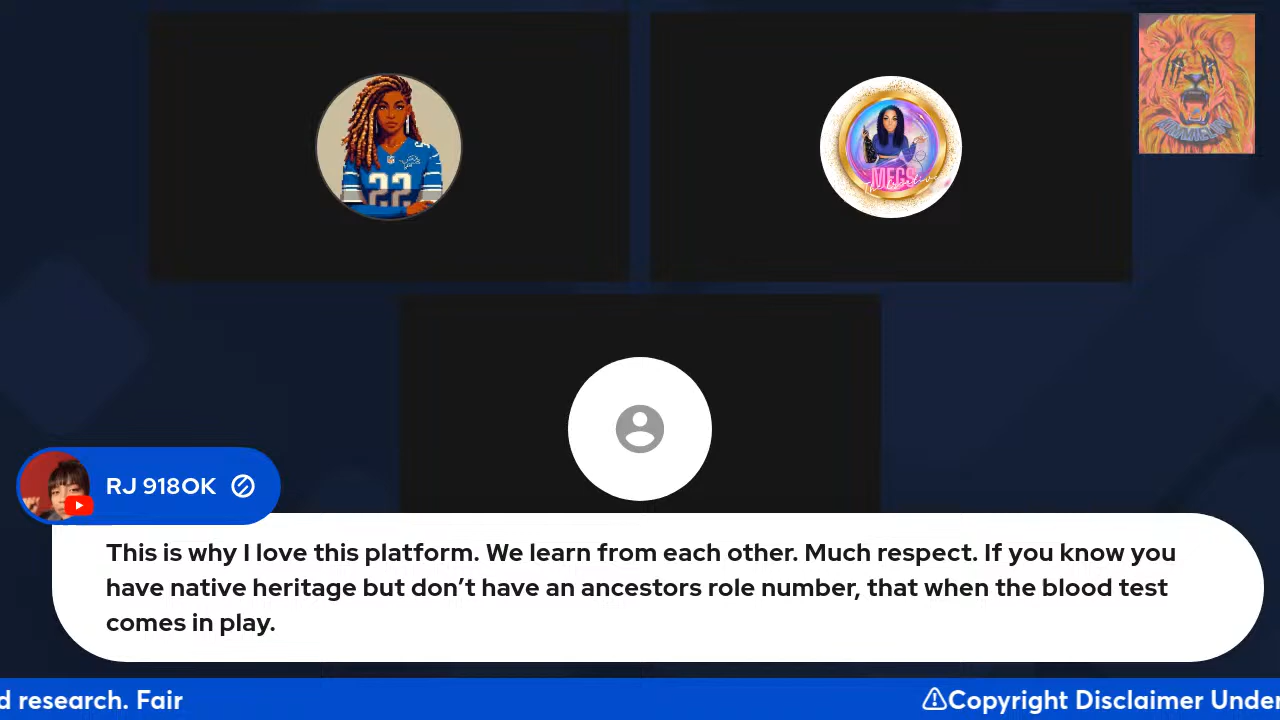 22
MEGS
RJ 918OK
This is why I love this platform. We learn from each other. Much respect. If you know you
have native heritage but don’t have an ancestors role number, that when the blood test
comes in play.
d research. Fair
⚠Copyright Disclaimer Under